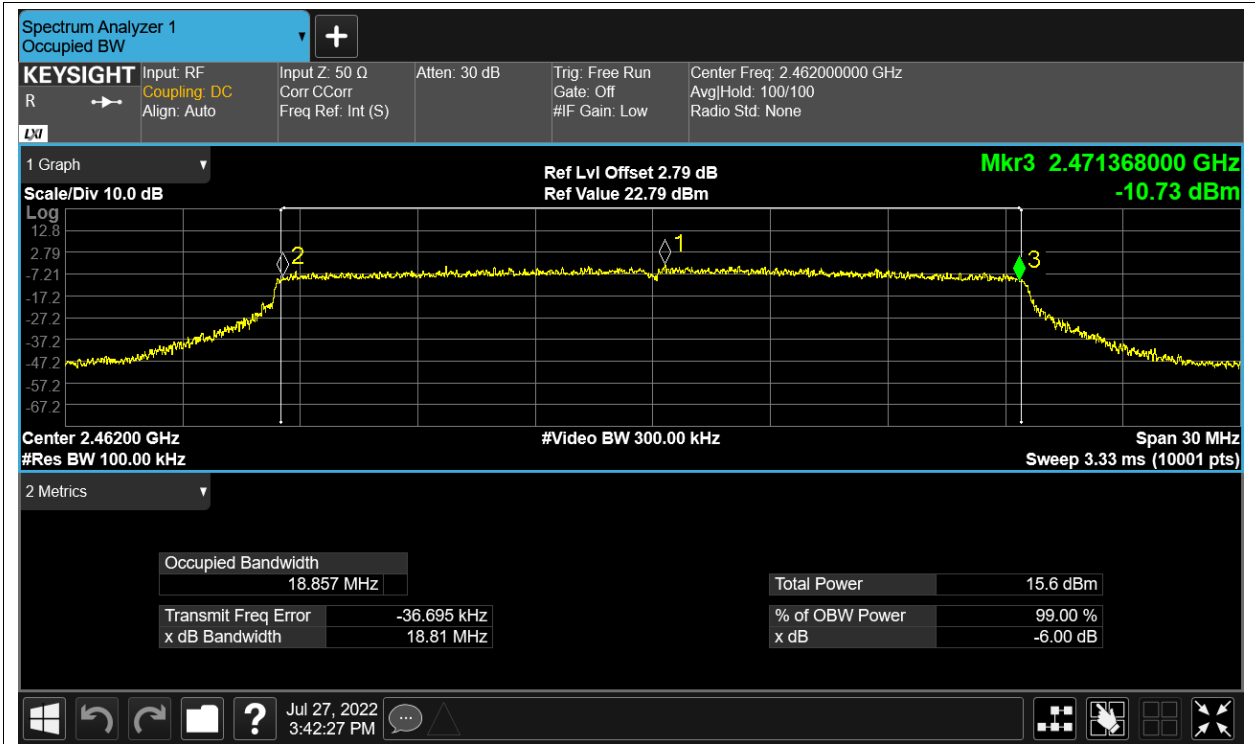 Spectrum Analyzer 1
Occupied BW
KEYSIGHT
R
LXI
Input: RF
Coupling: DC
Align: Auto
Input Z: 50 Ω
Corr CCorr
Freq Ref: Int (S)
Atten: 30 dB
Trig: Free Run
Gate: Off
#IF Gain: Low
Center Freq: 2.462000000 GHz
Avg|Hold: 100/100
Radio Std: None
1 Graph
Scale/Div 10.0 dB
Ref Lvl Offset 2.79 dB
Ref Value 22.79 dBm
Mkr3 2.471368000 GHz
-10.73 dBm
Log
12.8
2.79
-7.21
-17.2
-27.2
-37.2
-47.2
-57.2
-67.2
2
1
3
Center 2.46200 GHz
#Res BW 100.00 kHz
#Video BW 300.00 kHz
Span 30 MHz
Sweep 3.33 ms (10001 pts)
2 Metrics
Occupied Bandwidth
18.857 MHz
Transmit Freq Error -36.695 kHz
x dB Bandwidth 18.81 MHz
Total Power 15.6 dBm
% of OBW Power 99.00 %
x dB -6.00 dB
?
Jul 27, 2022
3:42:27 PM